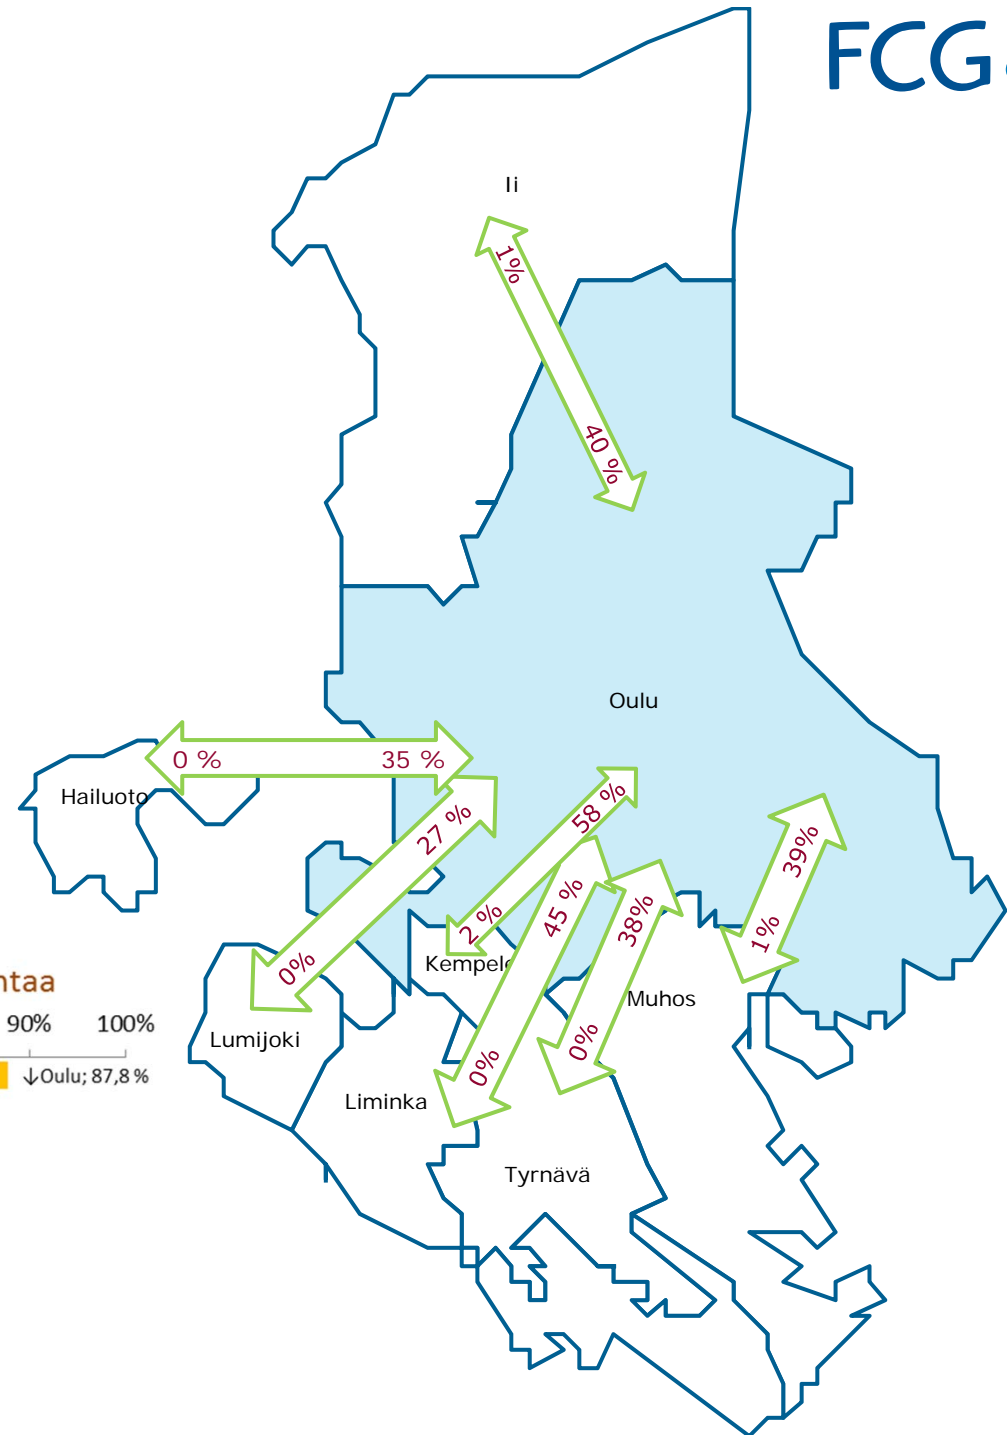 FCG
Ii
1%
40 %
Oulu
0 %
35 %
Hailuoto
27 %
0%
58 %
2 %
Kempele
45 %
0%
38%
0%
39%
1%
Muhos
ntaa
90% 100%
↓Oulu; 87,8 %
Lumijoki
Liminka
Tyrnävä